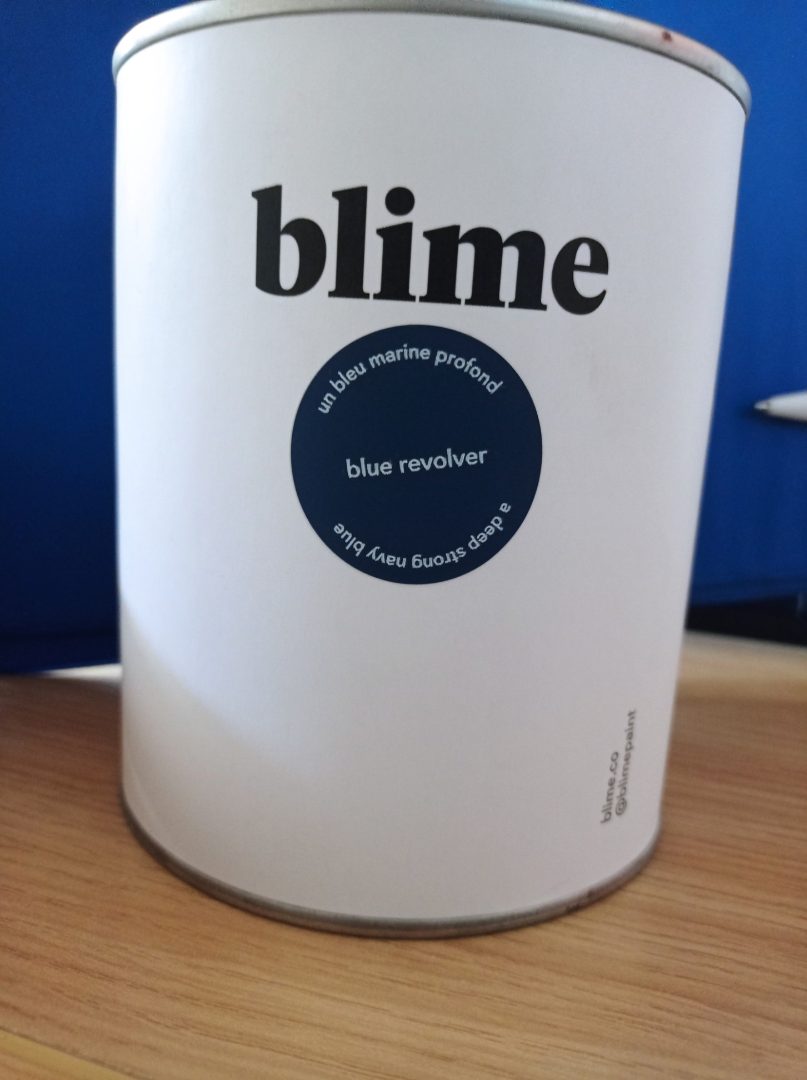 blime
un bleu marine profond
blue revolver
a deep strong navy blue
blime.co
@blimepaint